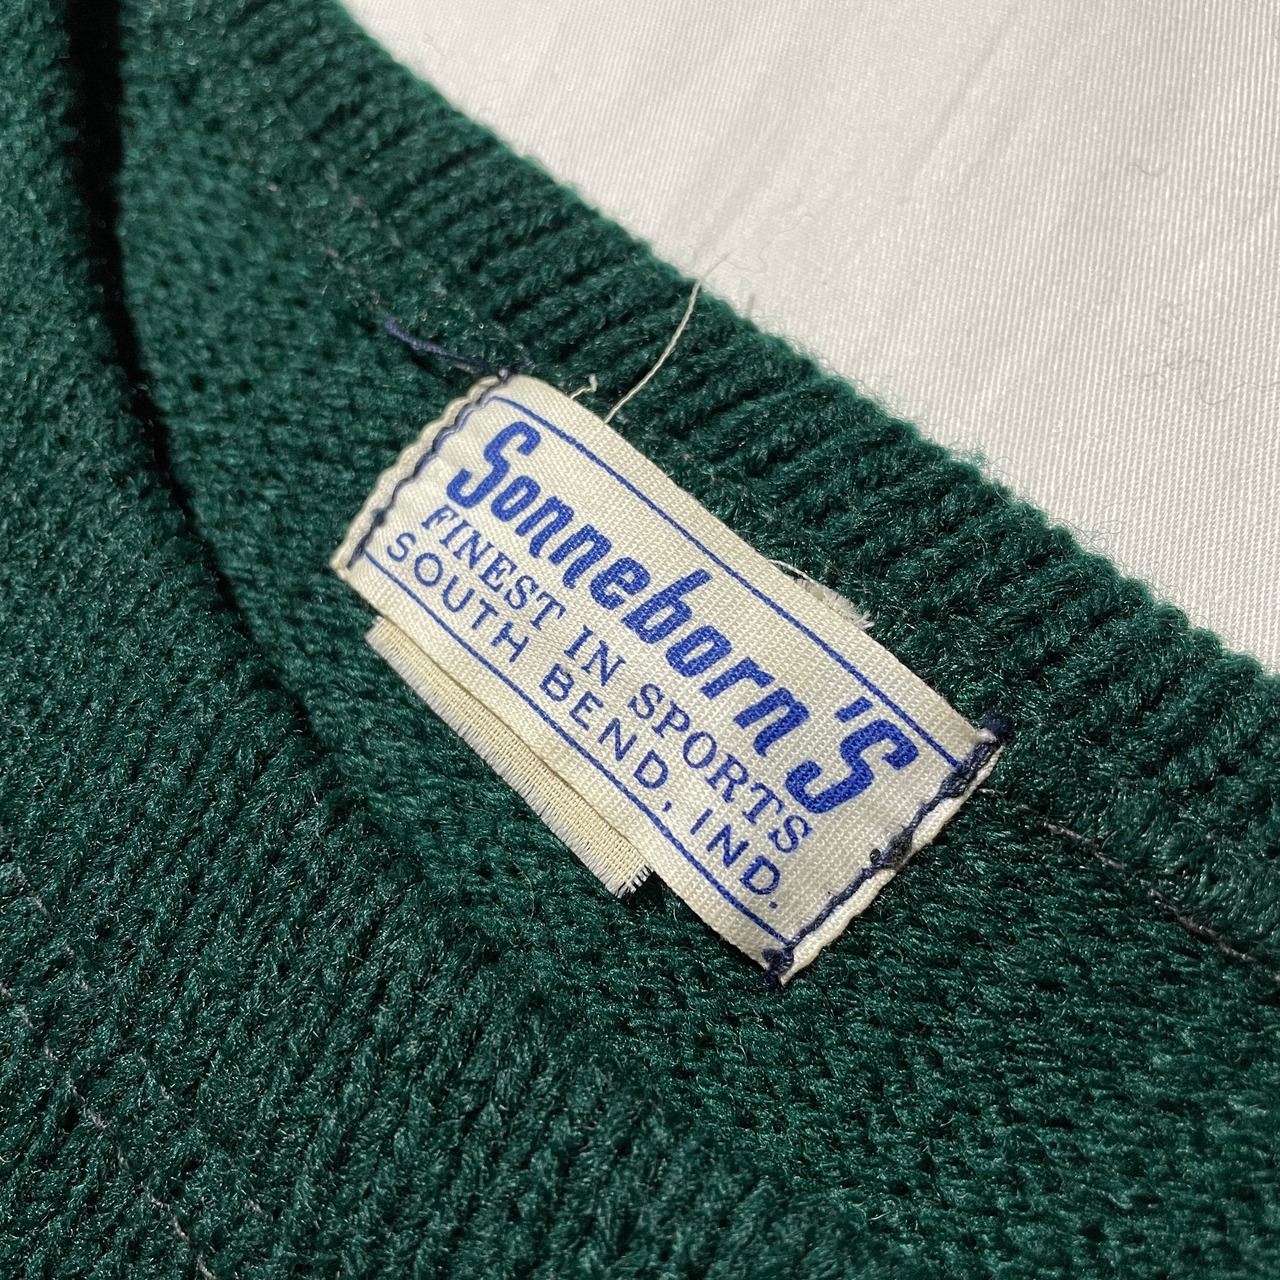 Sonneborn'S
FINEST IN SPORTS
SOUTH BEND, IND.